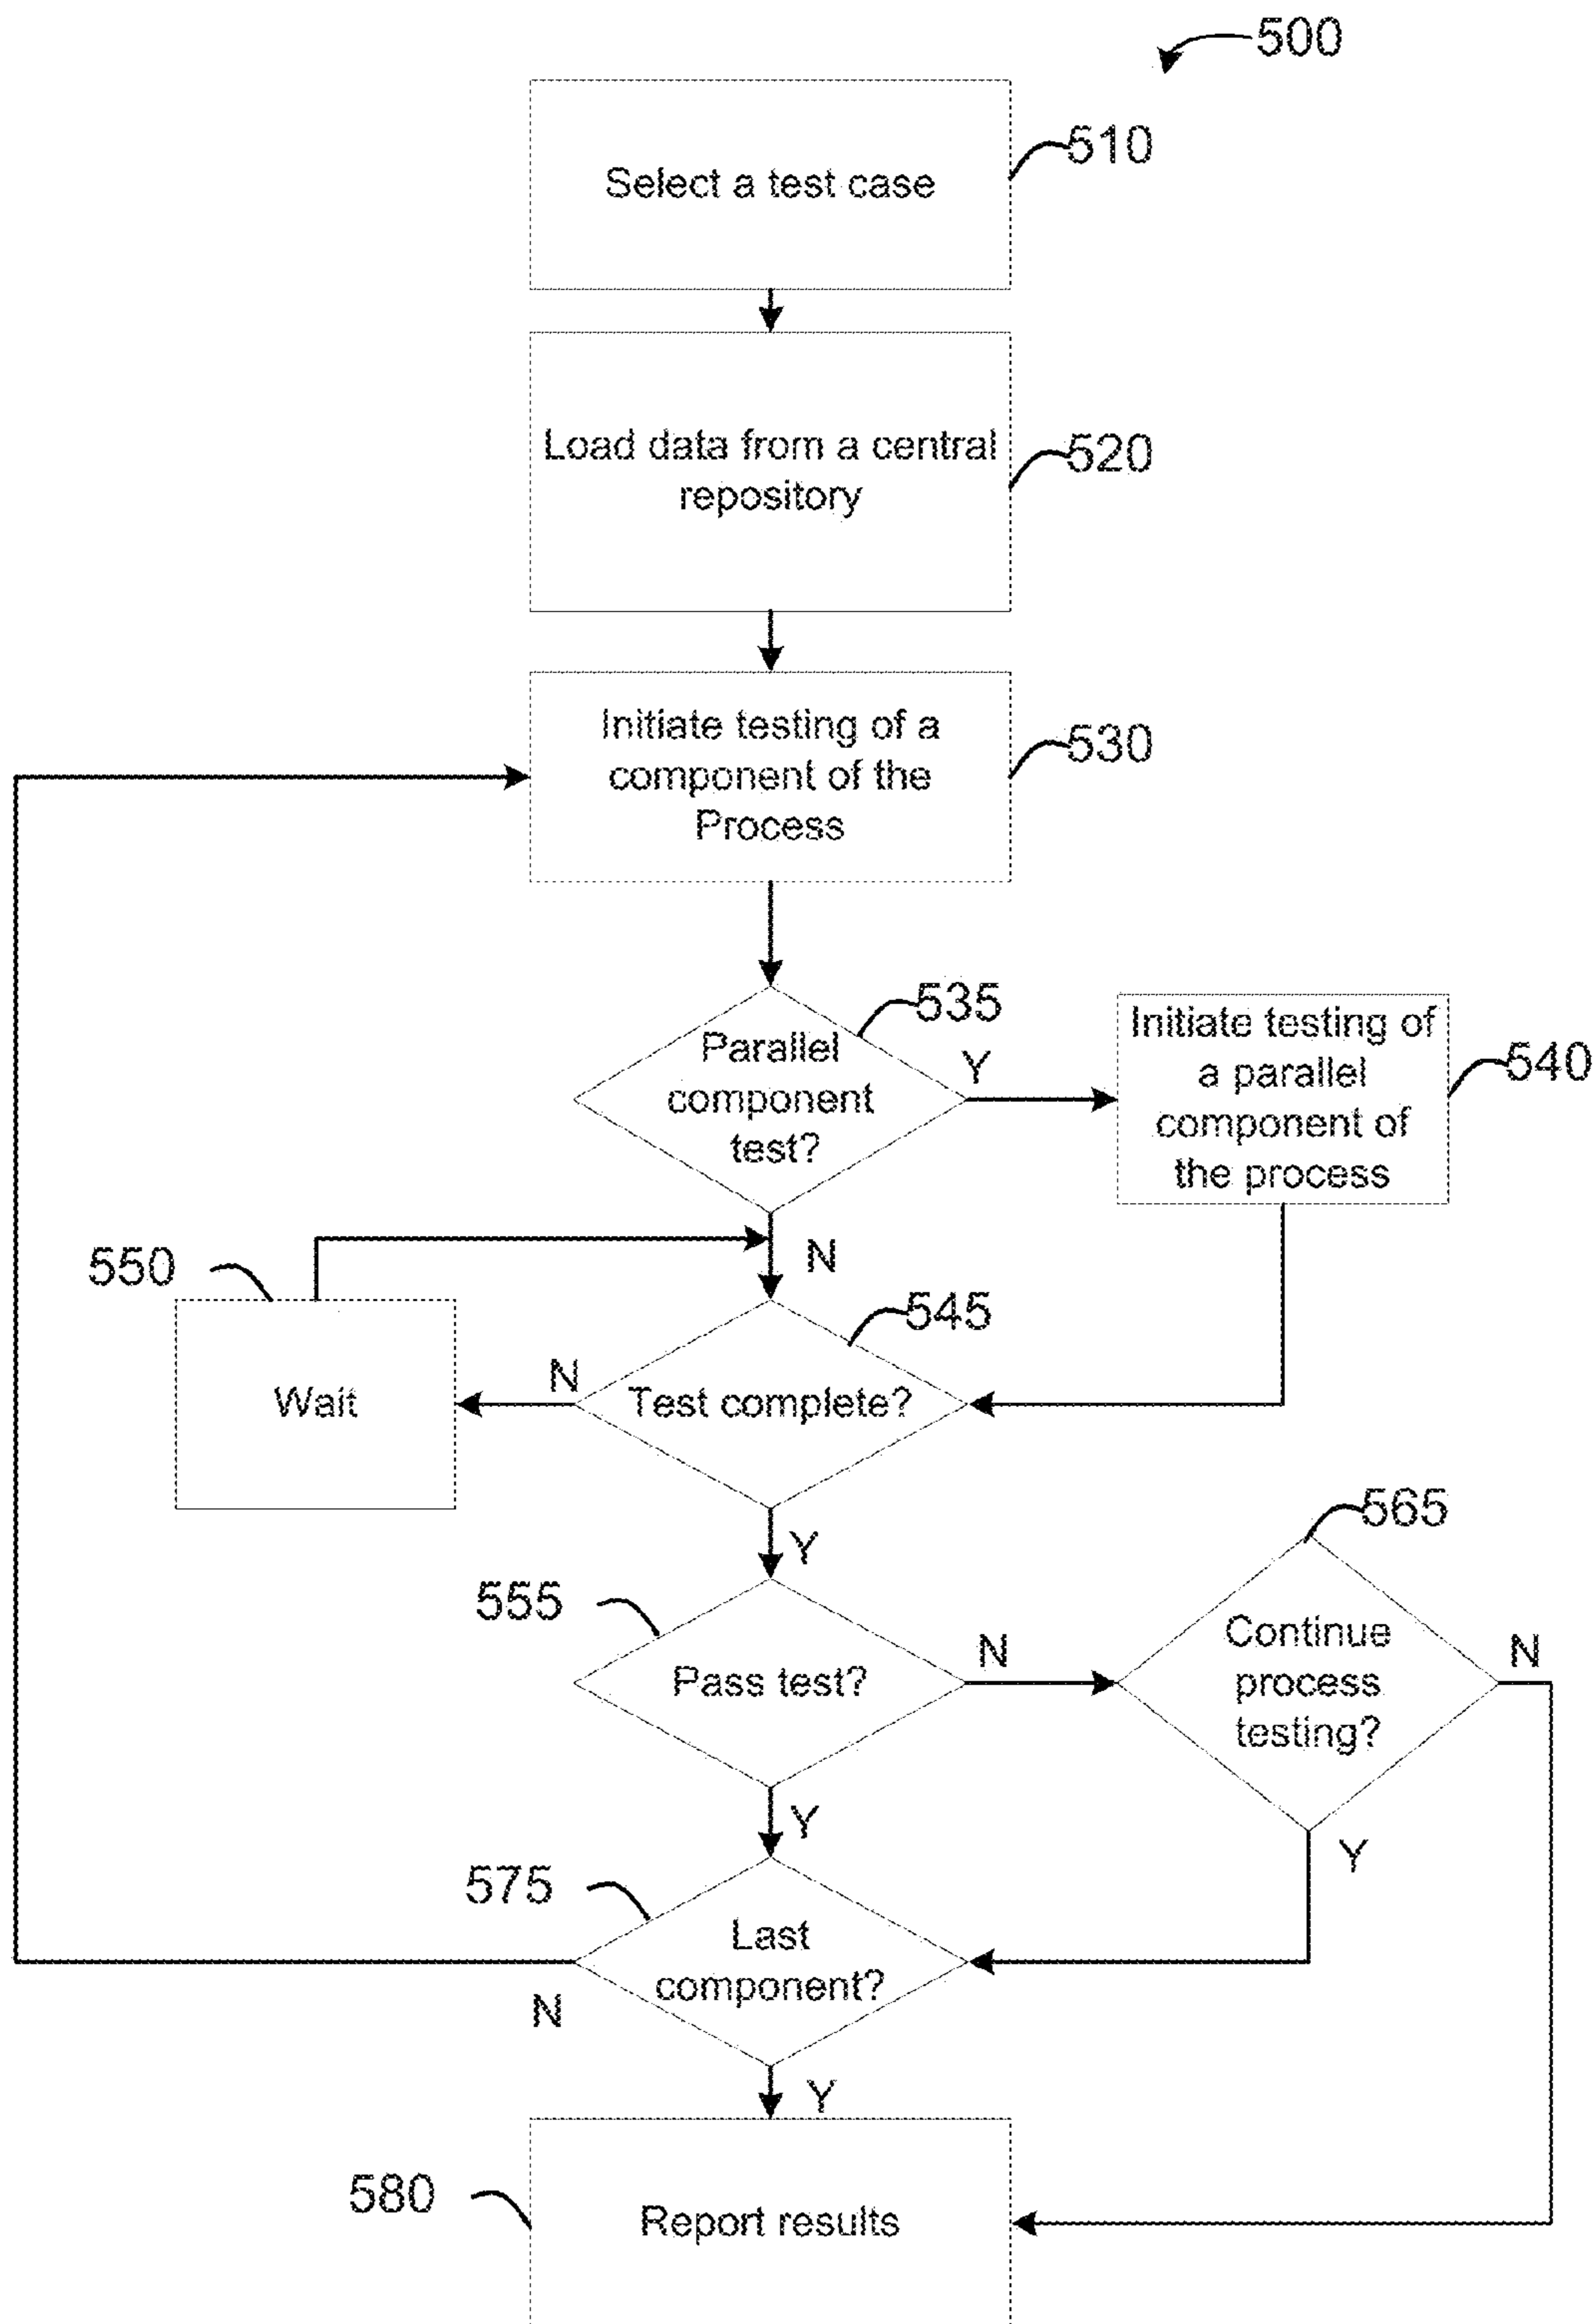 500
Select a test case
510
Load data from a central
repository
520
Initiate testing of a
component of the
Process
530
Parallel
component
test?
535
Y
N
Initiate testing of
a parallel
component of
the process
540
550
Wait
N
Test complete?
545
Y
555
Pass test?
N
Y
565
Continue
process
testing?
N
Y
575
Last
component?
N
Y
580
Report results